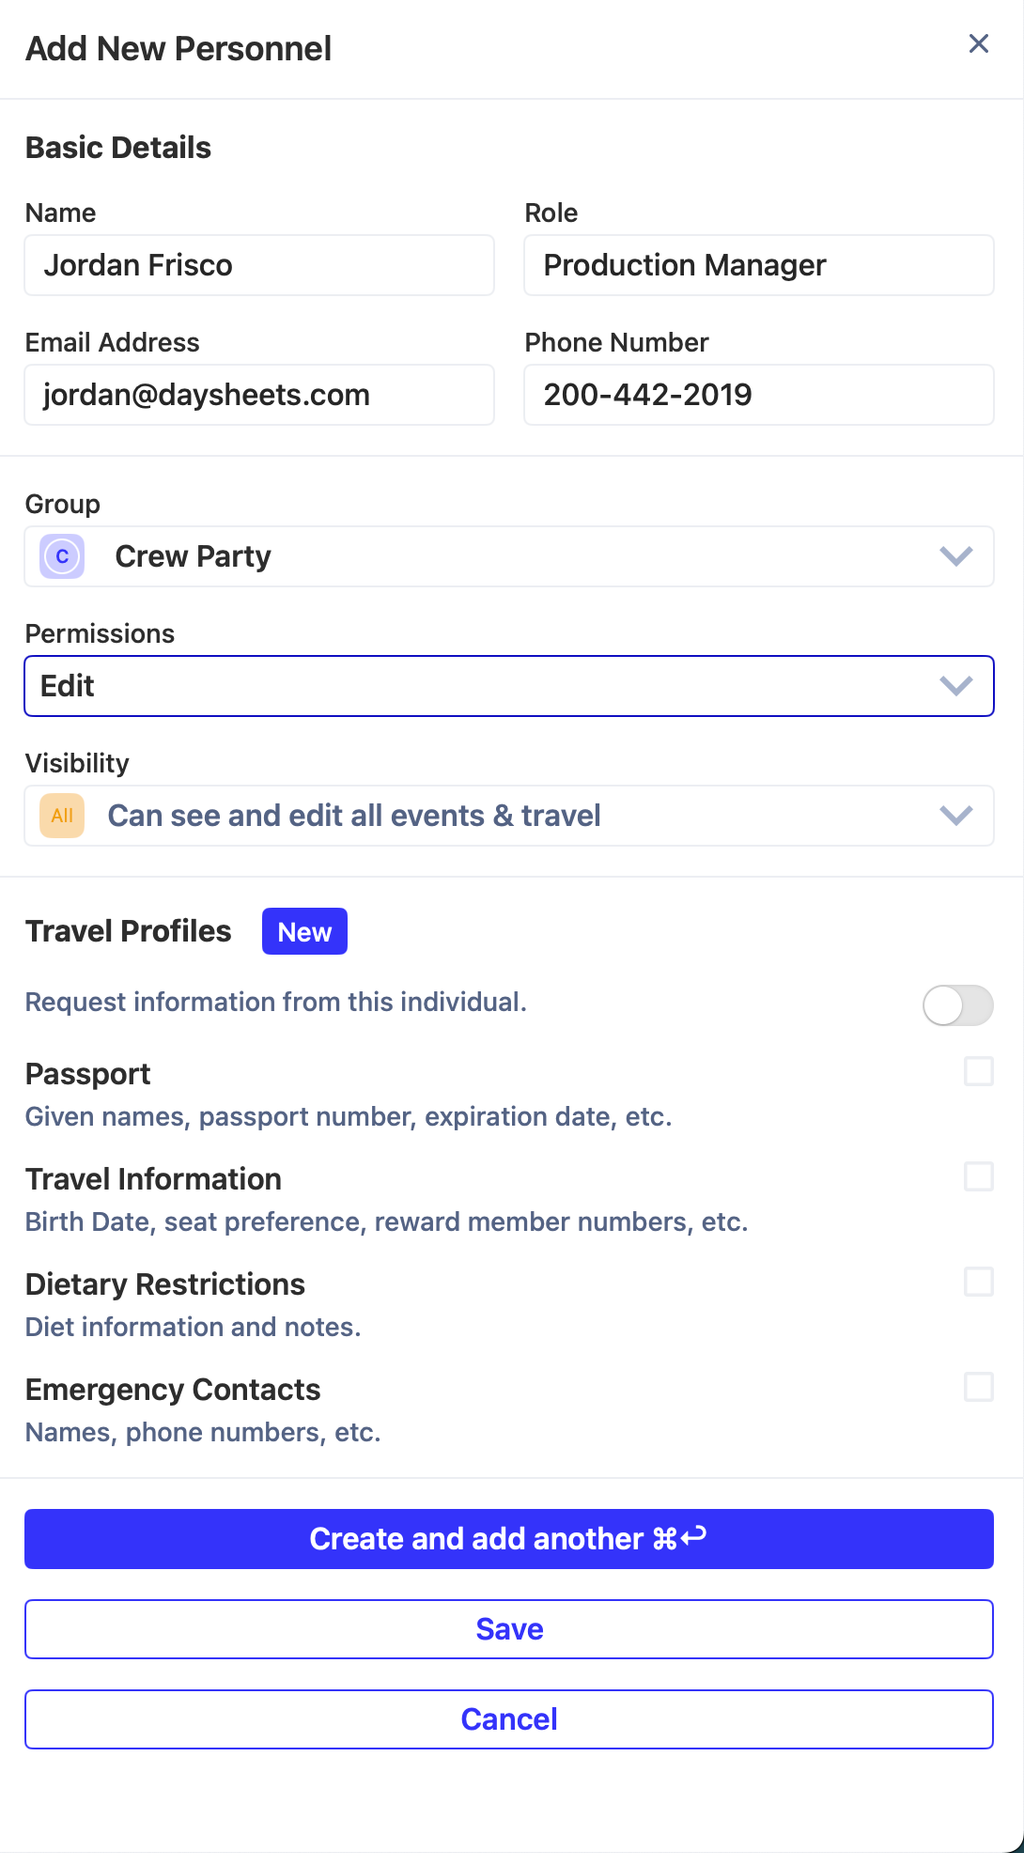 Add New Personnel
Basic Details
Name
Role
Jordan Frisco
Production Manager
Email Address
Phone Number
jordan@daysheets.com
200-442-2019
Group
C Crew Party
Permissions
Edit
Visibility
All Can see and edit all events & travel
Travel Profiles New
Request information from this individual.
Passport
Given names, passport number, expiration date, etc.
Travel Information
Birth Date, seat preference, reward member numbers, etc.
Dietary Restrictions
Diet information and notes.
Emergency Contacts
Names, phone numbers, etc.
Create and add another ⌘↩
Save
Cancel